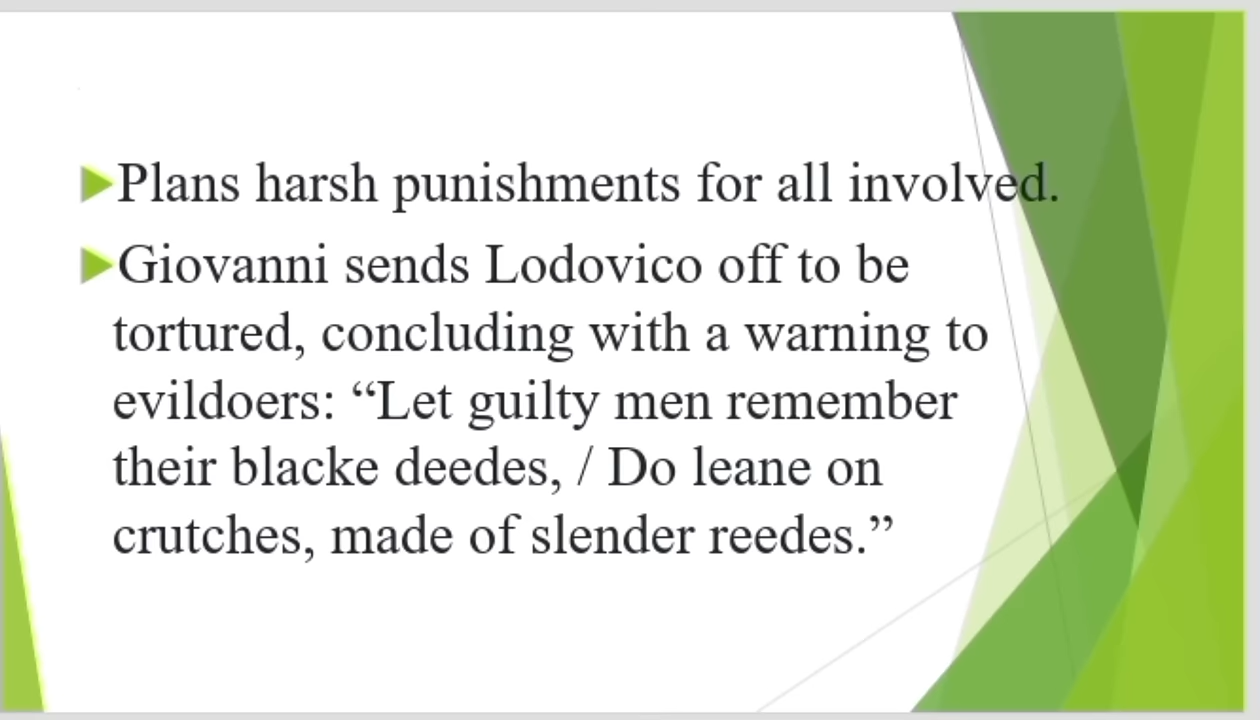 Plans harsh punishments for all involved.
Giovanni sends Lodovico off to be
tortured, concluding with a warning to
evildoers: “Let guilty men remember
their blacke deedes, / Do leane on
crutches, made of slender reedes.”